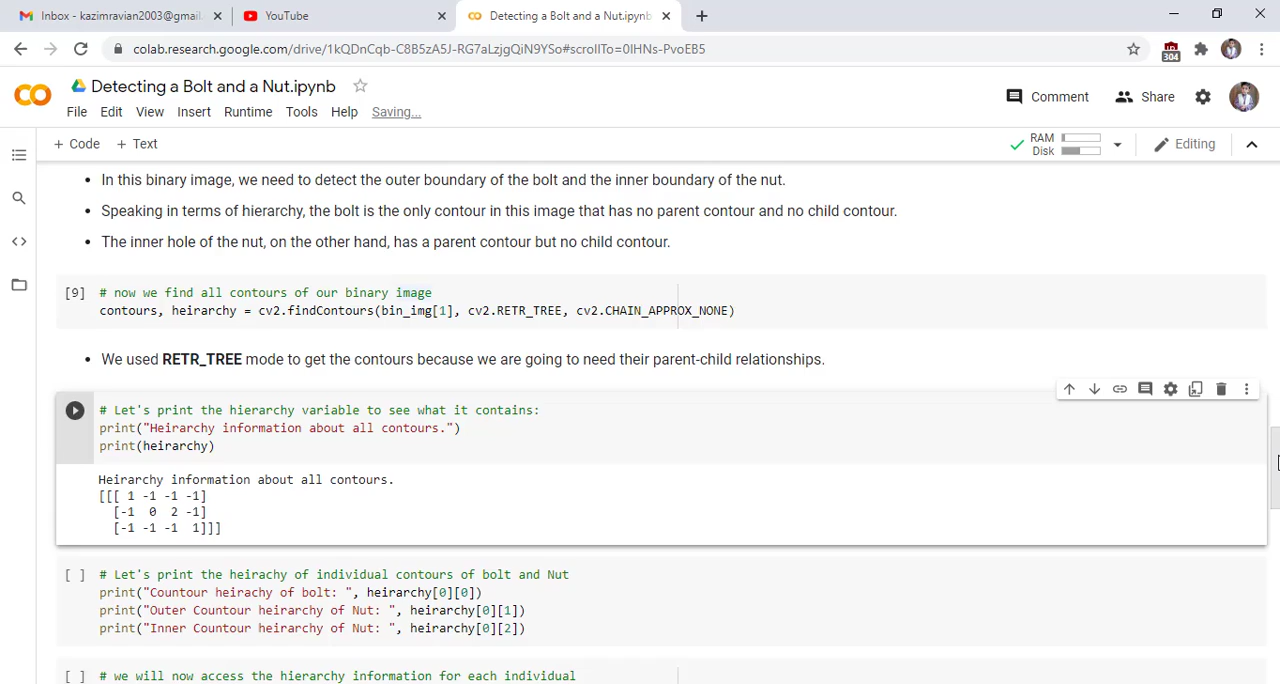 Inbox - kazimravian2003@gmail.
YouTube
Detecting a Bolt and a Nut.ipynb
colab.research.google.com/drive/1kQDnCqb-C8B5zA5J-RG7aLzjgQiN9YSo#scrollTo=0IHNs-PvoEB5
304
Detecting a Bolt and a Nut.ipynb
File Edit View Insert Runtime Tools Help Saving...
Comment Share
+ Code + Text
RAM
Disk
Editing
• In this binary image, we need to detect the outer boundary of the bolt and the inner boundary of the nut.
• Speaking in terms of hierarchy, the bolt is the only contour in this image that has no parent contour and no child contour.
• The inner hole of the nut, on the other hand, has a parent contour but no child contour.
[9] # now we find all contours of our binary image
contours, heirarchy = cv2.findContours(bin_img[1], cv2.RETR_TREE, cv2.CHAIN_APPROX_NONE)
• We used RETR_TREE mode to get the contours because we are going to need their parent-child relationships.
# Let's print the hierarchy variable to see what it contains:
print("Heirarchy information about all contours.")
print(heirarchy)
Heirarchy information about all contours.
[[[ 1 -1 -1 -1]
[-1 0 2 -1]
[-1 -1 -1 1]]]
[ ] # Let's print the heirachy of individual contours of bolt and Nut
print("Countour heirachy of bolt: ", heirarchy[0][0])
print("Outer Countour heirarchy of Nut: ", heirarchy[0][1])
print("Inner Countour heirarchy of Nut: ", heirarchy[0][2])
[ ] # we will now access the hierarchy information for each individual